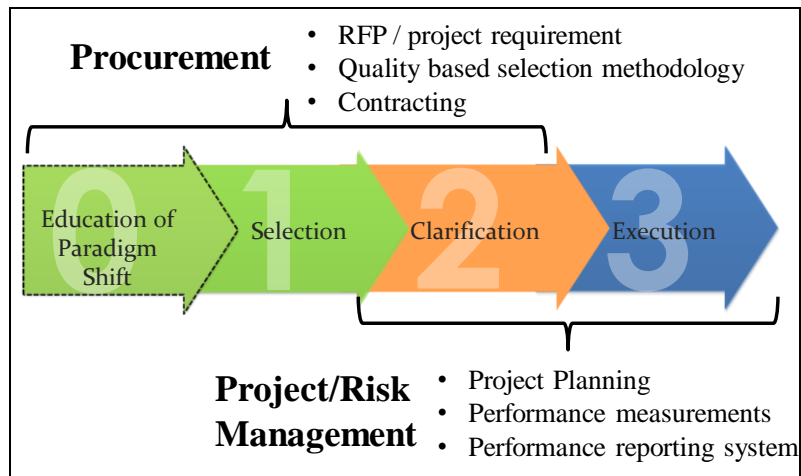 Procurement
• RFP / project requirement
• Quality based selection methodology
• Contracting
0
Education of
Paradigm
Shift
1
Selection
2
Clarification
3
Execution
Project/Risk
Management
• Project Planning
• Performance measurements
• Performance reporting system